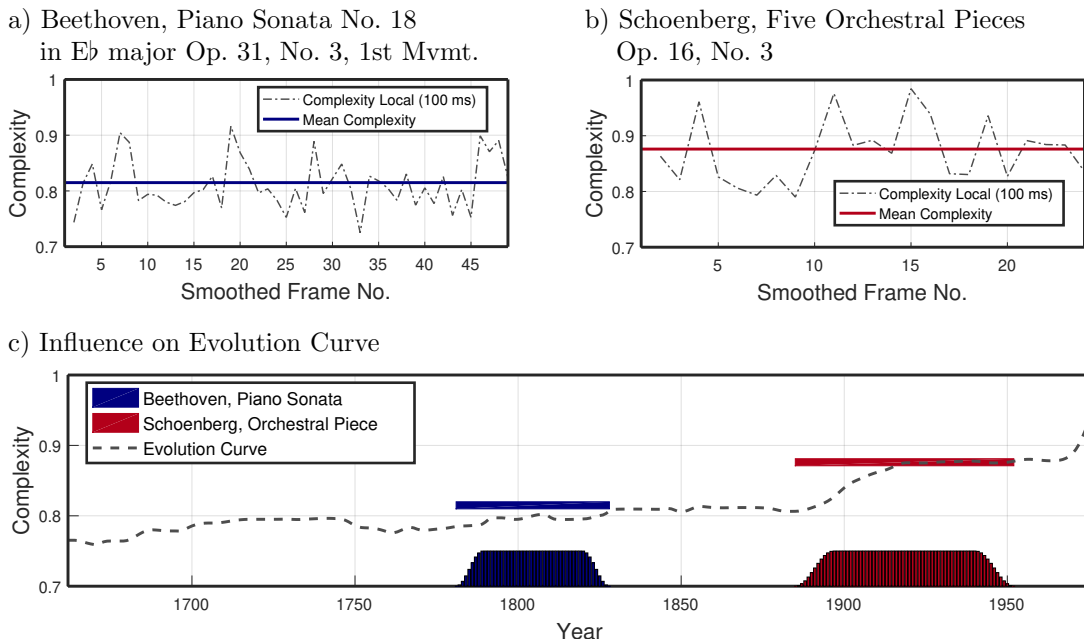 a) Beethoven, Piano Sonata No. 18
in E♭ major Op. 31, No. 3, 1st Mvmt.
1
0.9
0.8
0.7
Complexity
Complexity Local (100 ms)
Mean Complexity
5 10 15 20 25 30 35 40 45
Smoothed Frame No.
b) Schoenberg, Five Orchestral Pieces
Op. 16, No. 3
1
0.9
0.8
0.7
Complexity
Complexity Local (100 ms)
Mean Complexity
5 10 15 20
Smoothed Frame No.
c) Influence on Evolution Curve
1
0.9
0.8
0.7
Complexity
Beethoven, Piano Sonata
Schoenberg, Orchestral Piece
Evolution Curve
1700 1750 1800 1850 1900 1950
Year